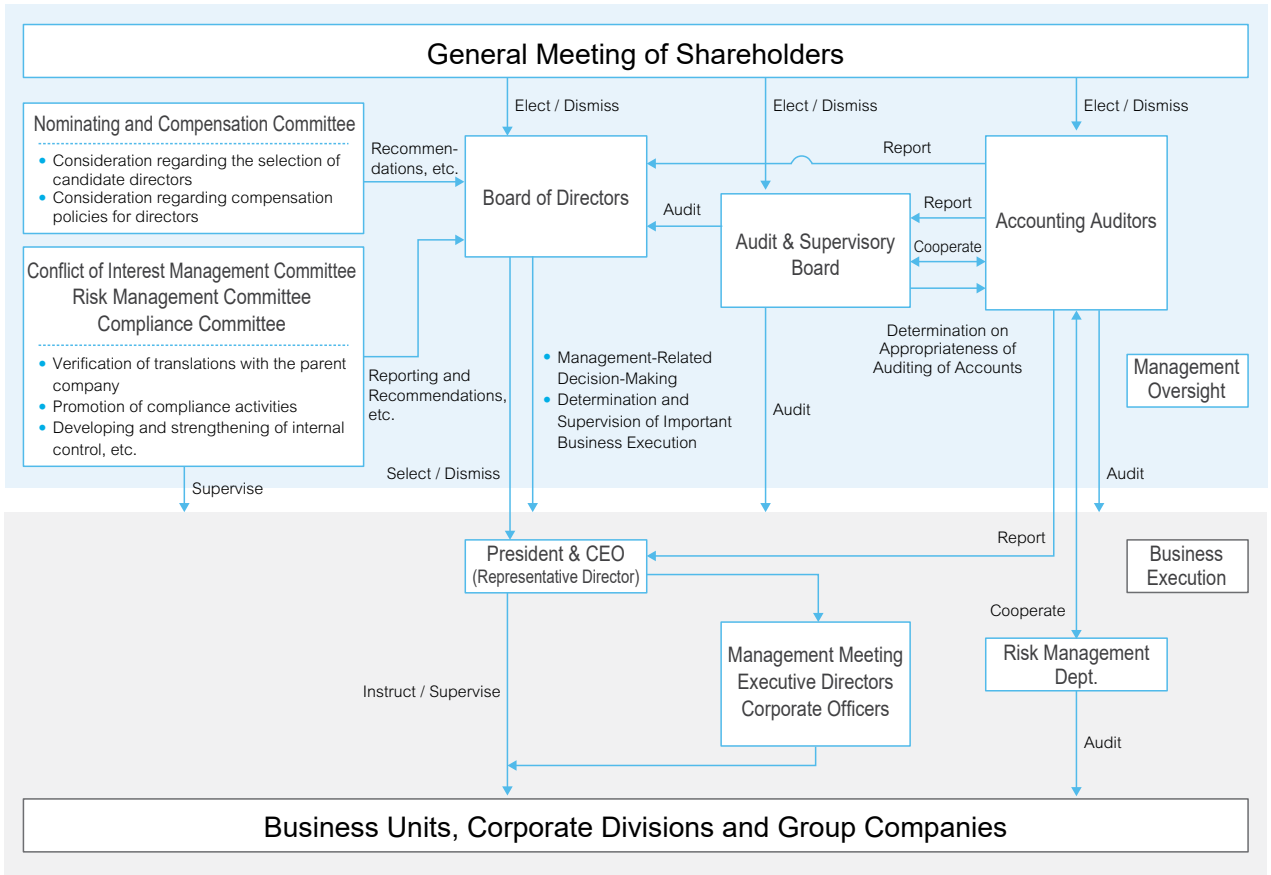 General Meeting of Shareholders
Elect / Dismiss
Elect / Dismiss
Elect / Dismiss
Nominating and Compensation Committee
• Consideration regarding the selection of
candidate directors
• Consideration regarding compensation
policies for directors
Recommen-
dations, etc.
Board of Directors
Report
Audit
Audit & Supervisory
Board
Report
Cooperate
Accounting Auditors
Conflict of Interest Management Committee
Risk Management Committee
Compliance Committee
• Verification of translations with the parent
company
• Promotion of compliance activities
• Developing and strengthening of internal
control, etc.
Reporting and
Recommendations,
etc.
• Management-Related
Decision-Making
• Determination and
Supervision of Important
Business Execution
Determination on
Appropriateness of
Auditing of Accounts
Management
Oversight
Audit
Select / Dismiss
Supervise
Audit
Report
President & CEO
(Representative Director)
Business
Execution
Cooperate
Management Meeting
Executive Directors
Corporate Officers
Risk Management
Dept.
Instruct / Supervise
Audit
Business Units, Corporate Divisions and Group Companies